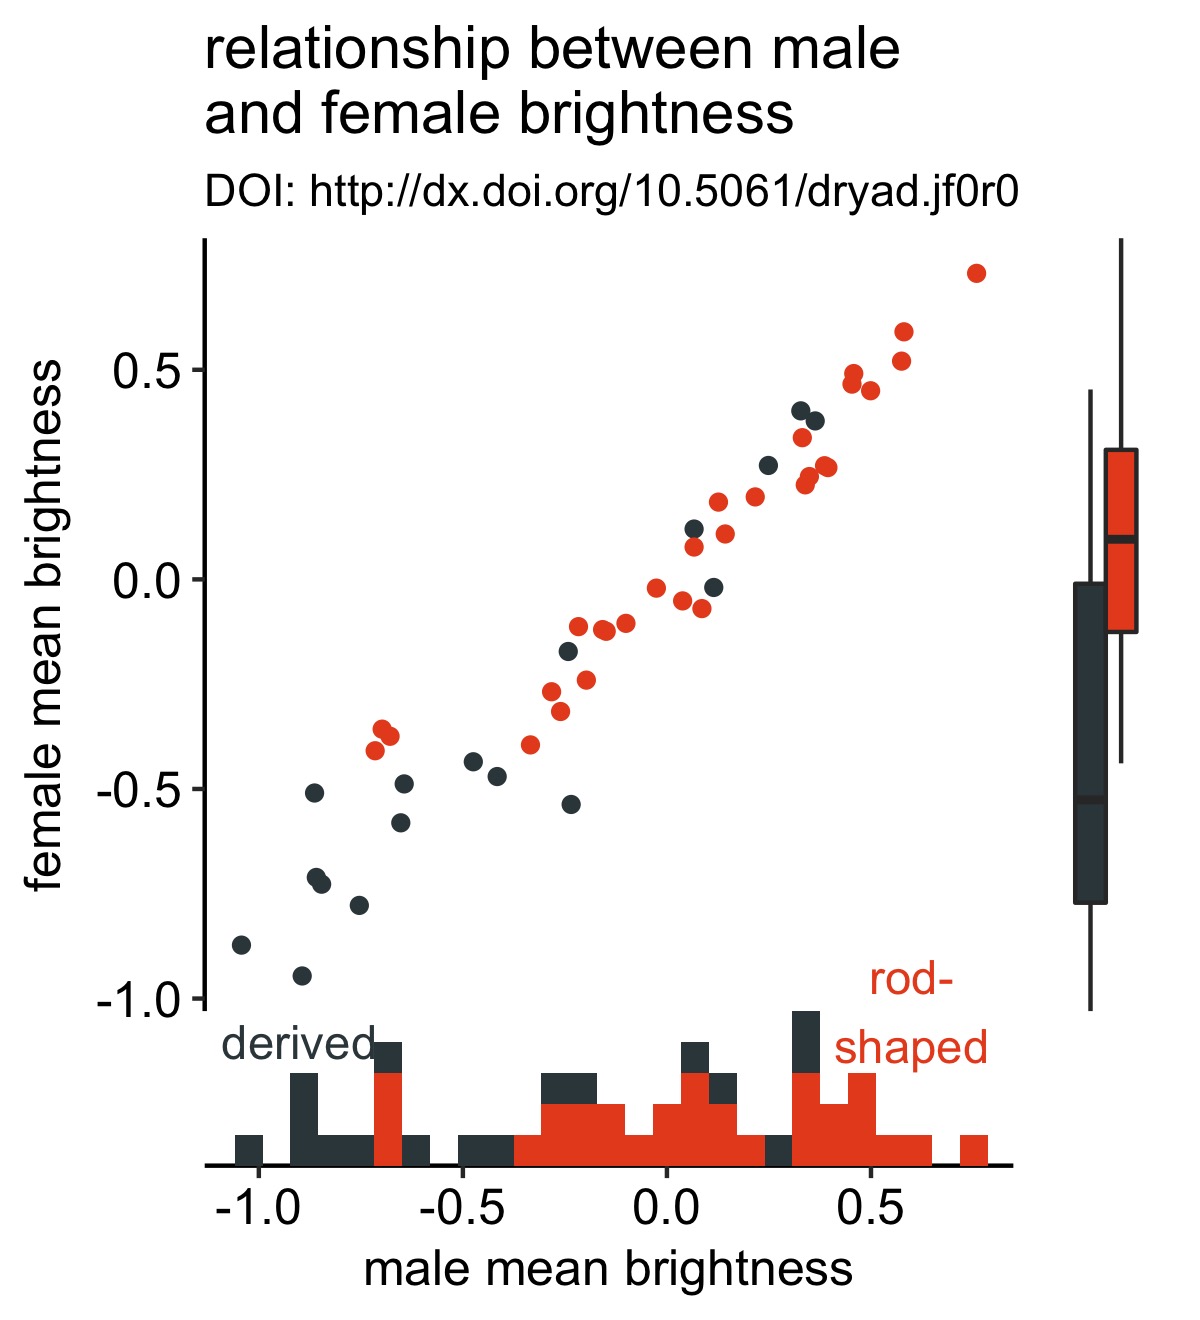 relationship between male
and female brightness
DOI: http://dx.doi.org/10.5061/dryad.jf0r0
female mean brightness
0.5
0.0
-0.5
-1.0
rod-
shaped
derived
-1.0 -0.5 0.0 0.5
male mean brightness